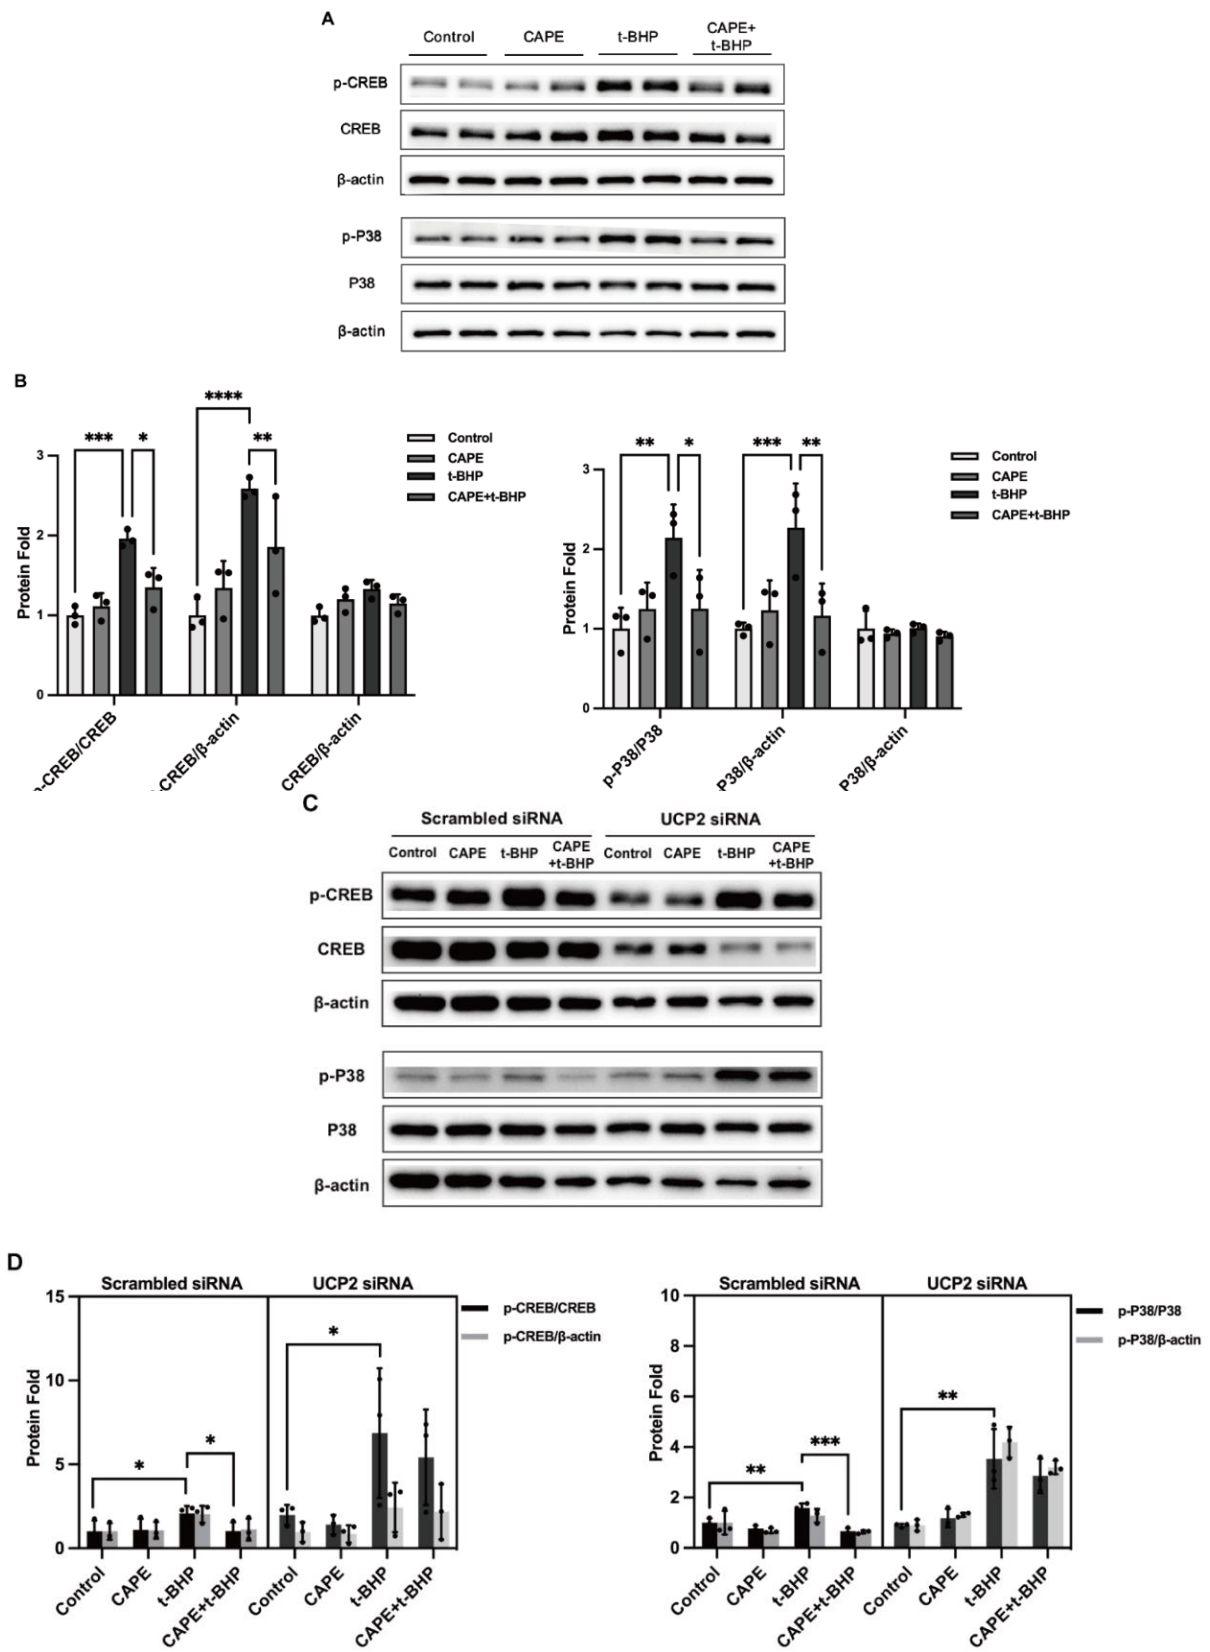 A
Control CAPE t-BHP CAPE+
t-BHP
p-CREB
CREB
β-actin
p-P38
P38
β-actin
B
**** 
*** * **
Control
CAPE
t-BHP
CAPE+t-BHP
Protein Fold
3
2
1
0
-CREB/CREB
CREB/β-actin
CREB/β-actin
** * *** **
Control
CAPE
t-BHP
CAPE+t-BHP
Protein Fold
3
2
1
0
p-P38/P38
P38/β-actin
P38/β-actin
C
Scrambled siRNA UCP2 siRNA
Control CAPE t-BHP CAPE
+t-BHP Control CAPE t-BHP CAPE
+t-BHP
p-CREB
CREB
β-actin
p-P38
P38
β-actin
D
Scrambled siRNA UCP2 siRNA
p-CREB/CREB
p-CREB/β-actin
* * *
Protein Fold
15
10
5
0
Control CAPE t-BHP CAPE+t-BHP Control CAPE t-BHP CAPE+t-BHP
Scrambled siRNA UCP2 siRNA
p-P38/P38
p-P38/β-actin
** *** **
Protein Fold
10
8
6
4
2
0
Control CAPE t-BHP CAPE+t-BHP Control CAPE t-BHP CAPE+t-BHP